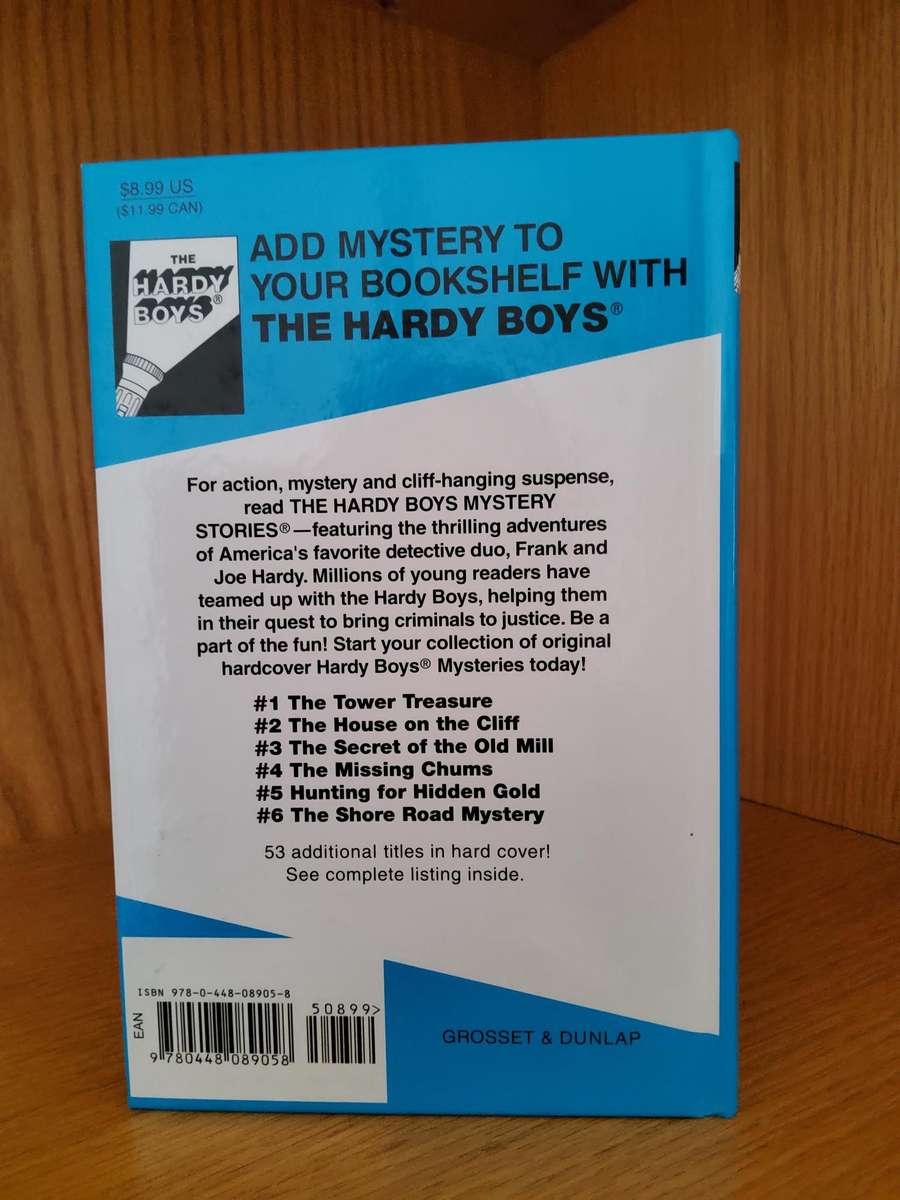 $8.99 US
($11.99 CAN)
THE
HARDY
BOYS®
ADD MYSTERY TO
YOUR BOOKSHELF WITH
THE HARDY BOYS®
For action, mystery and cliff-hanging suspense,
read THE HARDY BOYS MYSTERY
STORIES®—featuring the thrilling adventures
of America's favorite detective duo, Frank and
Joe Hardy. Millions of young readers have
teamed up with the Hardy Boys, helping them
in their quest to bring criminals to justice. Be a
part of the fun! Start your collection of original
hardcover Hardy Boys® Mysteries today!
#1 The Tower Treasure
#2 The House on the Cliff
#3 The Secret of the Old Mill
#4 The Missing Chums
#5 Hunting for Hidden Gold
#6 The Shore Road Mystery
53 additional titles in hard cover!
See complete listing inside.
ISBN 978-0-448-08905-8
50899>
EAN
9 780448 089058
GROSSET & DUNLAP